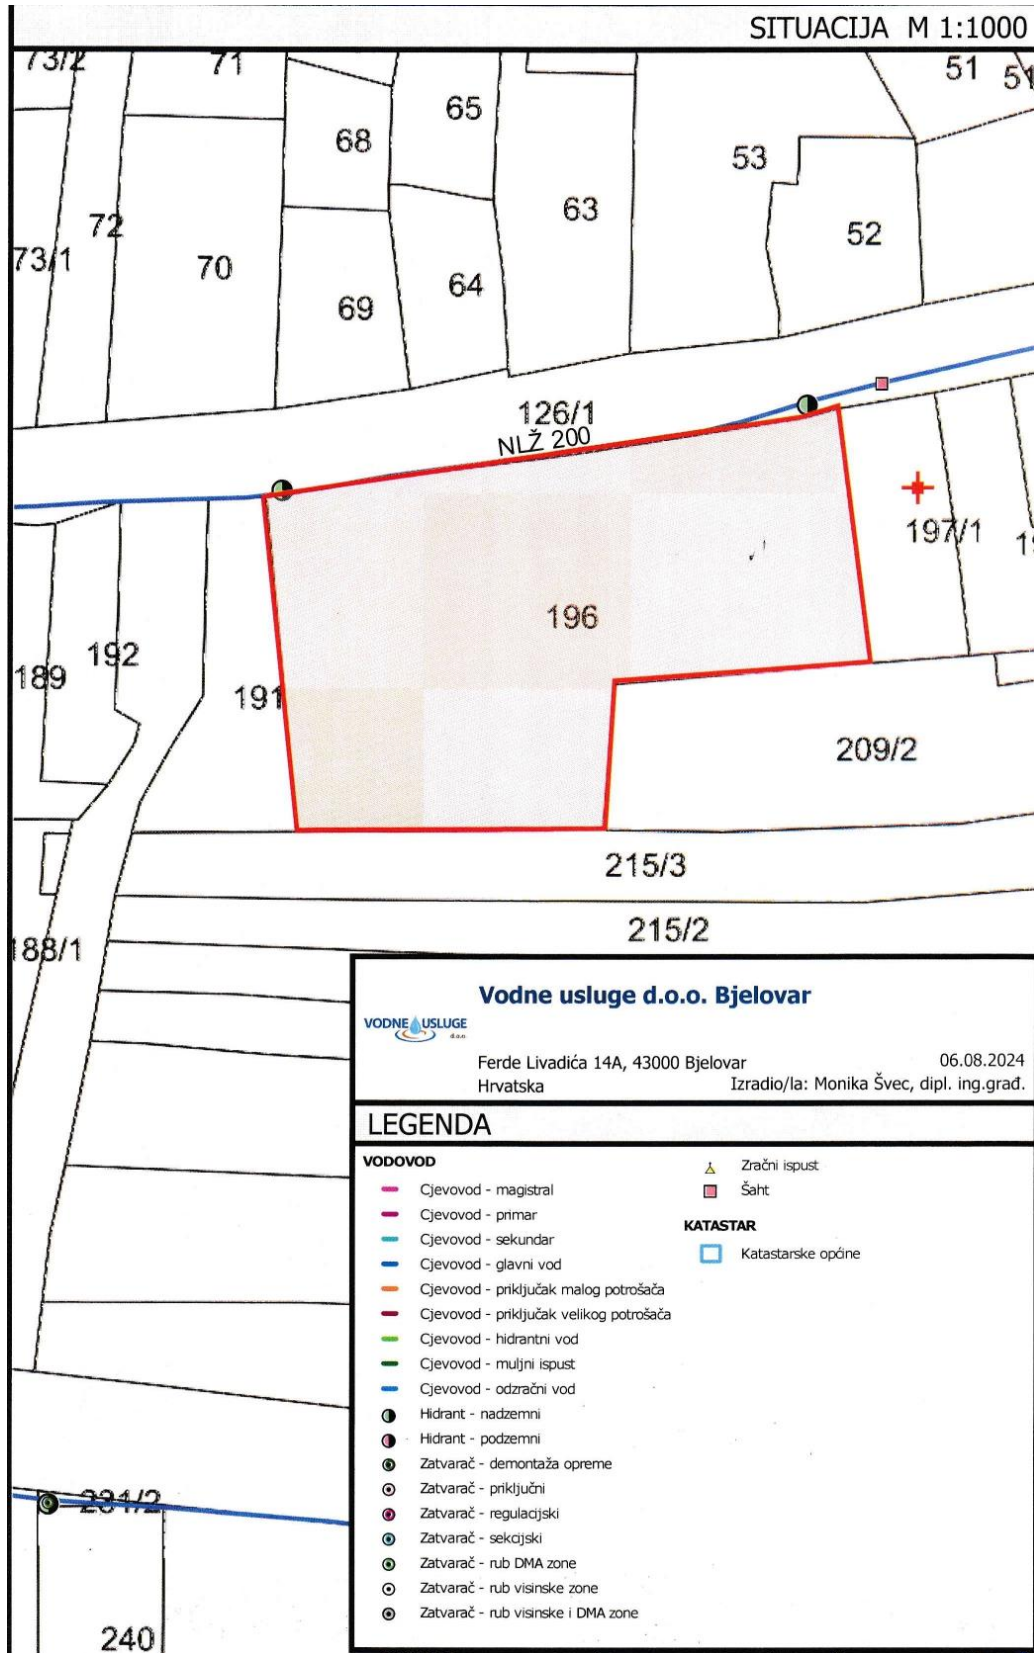 SITUACIJA M 1:1000
73/2
71
51
65
68
53
63
52
72
73/1
70
64
69
126/1
NLŽ 200
197/1
196
192
189
191
209/2
215/3
215/2
188/1
Vodne usluge d.o.o. Bjelovar
VODNE USLUGE
d.o.o.
Ferde Livadića 14A, 43000 Bjelovar
06.08.2024
Hrvatska
Izradio/la: Monika Švec, dipl. ing.građ.
LEGENDA
VODOVOD
Cjevovod - magistral
Cjevovod - primar
Cjevovod - sekundar
Cjevovod - glavni vod
Cjevovod - priključak malog potrošača
Cjevovod - priključak velikog potrošača
Cjevovod - hidrantni vod
Cjevovod - muljni ispust
Cjevovod - odzračni vod
Hidrant - nadzemni
Hidrant - podzemni
Zatvarač - demontaža opreme
Zatvarač - priključni
Zatvarač - regulacijski
Zatvarač - sekcijski
Zatvarač - rub DMA zone
Zatvarač - rub visinske zone
Zatvarač - rub visinske i DMA zone
Zračni ispust
Šaht
KATASTAR
Katastarske općine
231/2
240